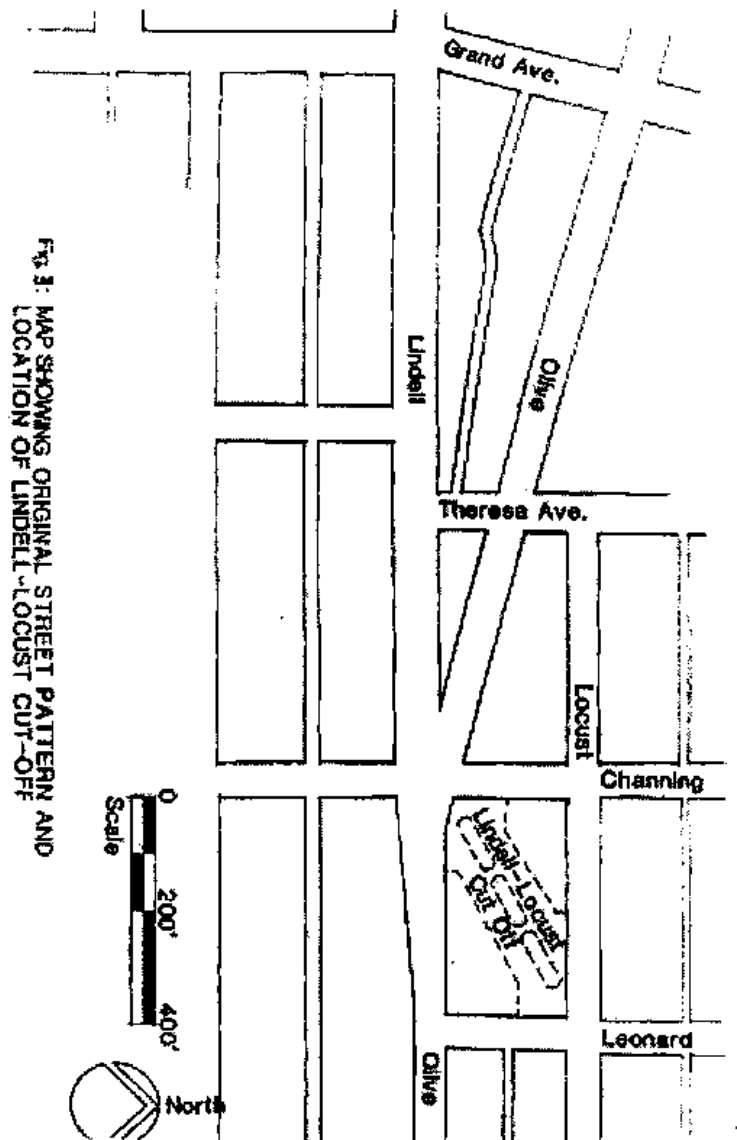 Grand Ave.
Lindell
Olive
Theresa Ave.
Locust
Channing
Lindell-Locust
Cut Off
Leonard
Olive
Fig 3: MAP SHOWING ORIGINAL STREET PATTERN AND
LOCATION OF LINDELL-LOCUST CUT-OFF
0
200'
400'
Scale
North